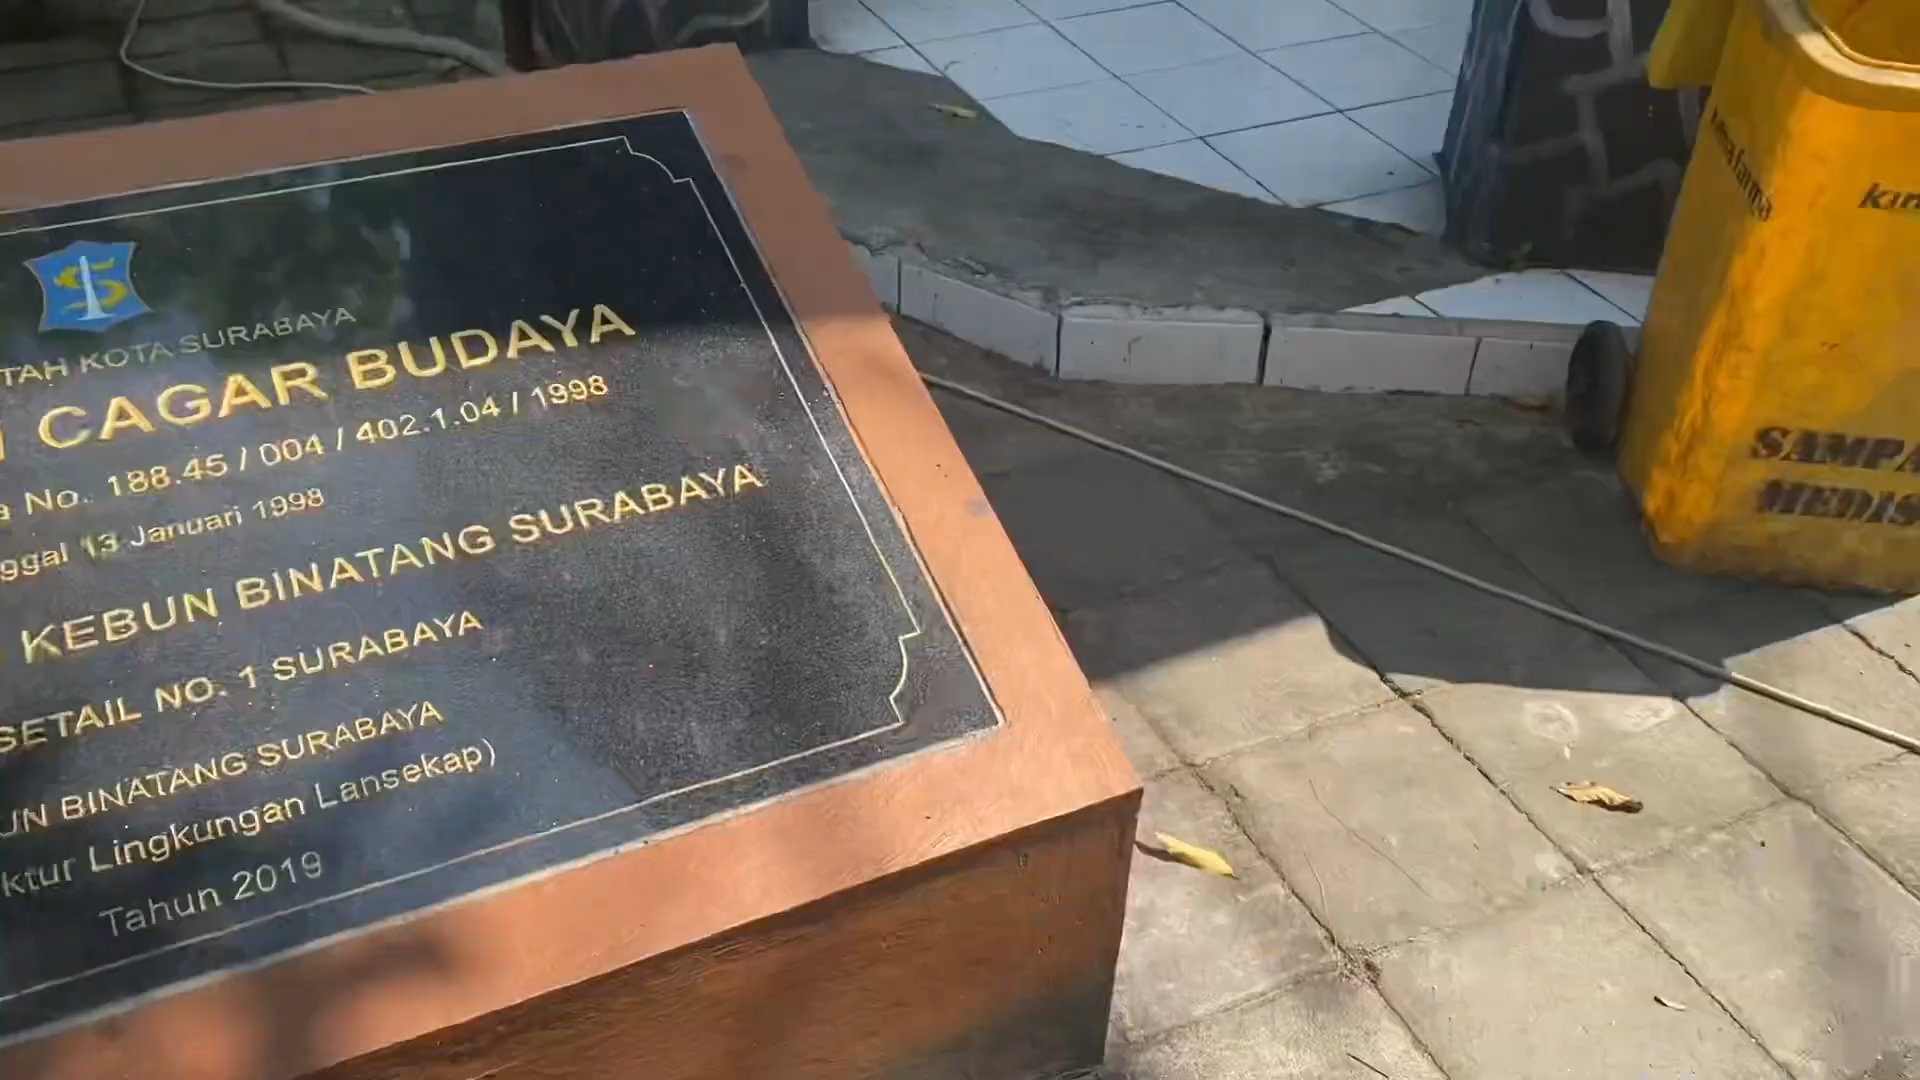 TAH KOTA SURABAYA
CAGAR BUDAYA
No. 188.45 / 004 / 402.1.04 / 1998
ggal 13 Januari 1998
KEBUN BINATANG SURABAYA
SETAIL NO. 1 SURABAYA
UN BINATANG SURABAYA
ktur Lingkungan Lansekap)
Tahun 2019
SAMPA
MEDIS